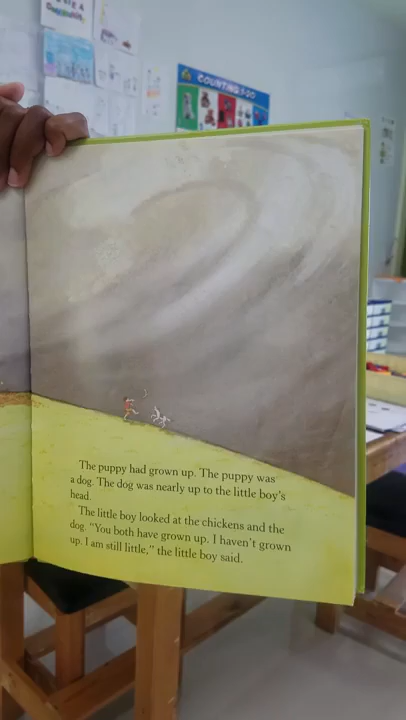 COUNTING 1-20
The puppy had grown up. The puppy was
a dog. The dog was nearly up to the little boy's
head.
The little boy looked at the chickens and the
dog. "You both have grown up. I haven't grown
up. I am still little," the little boy said.